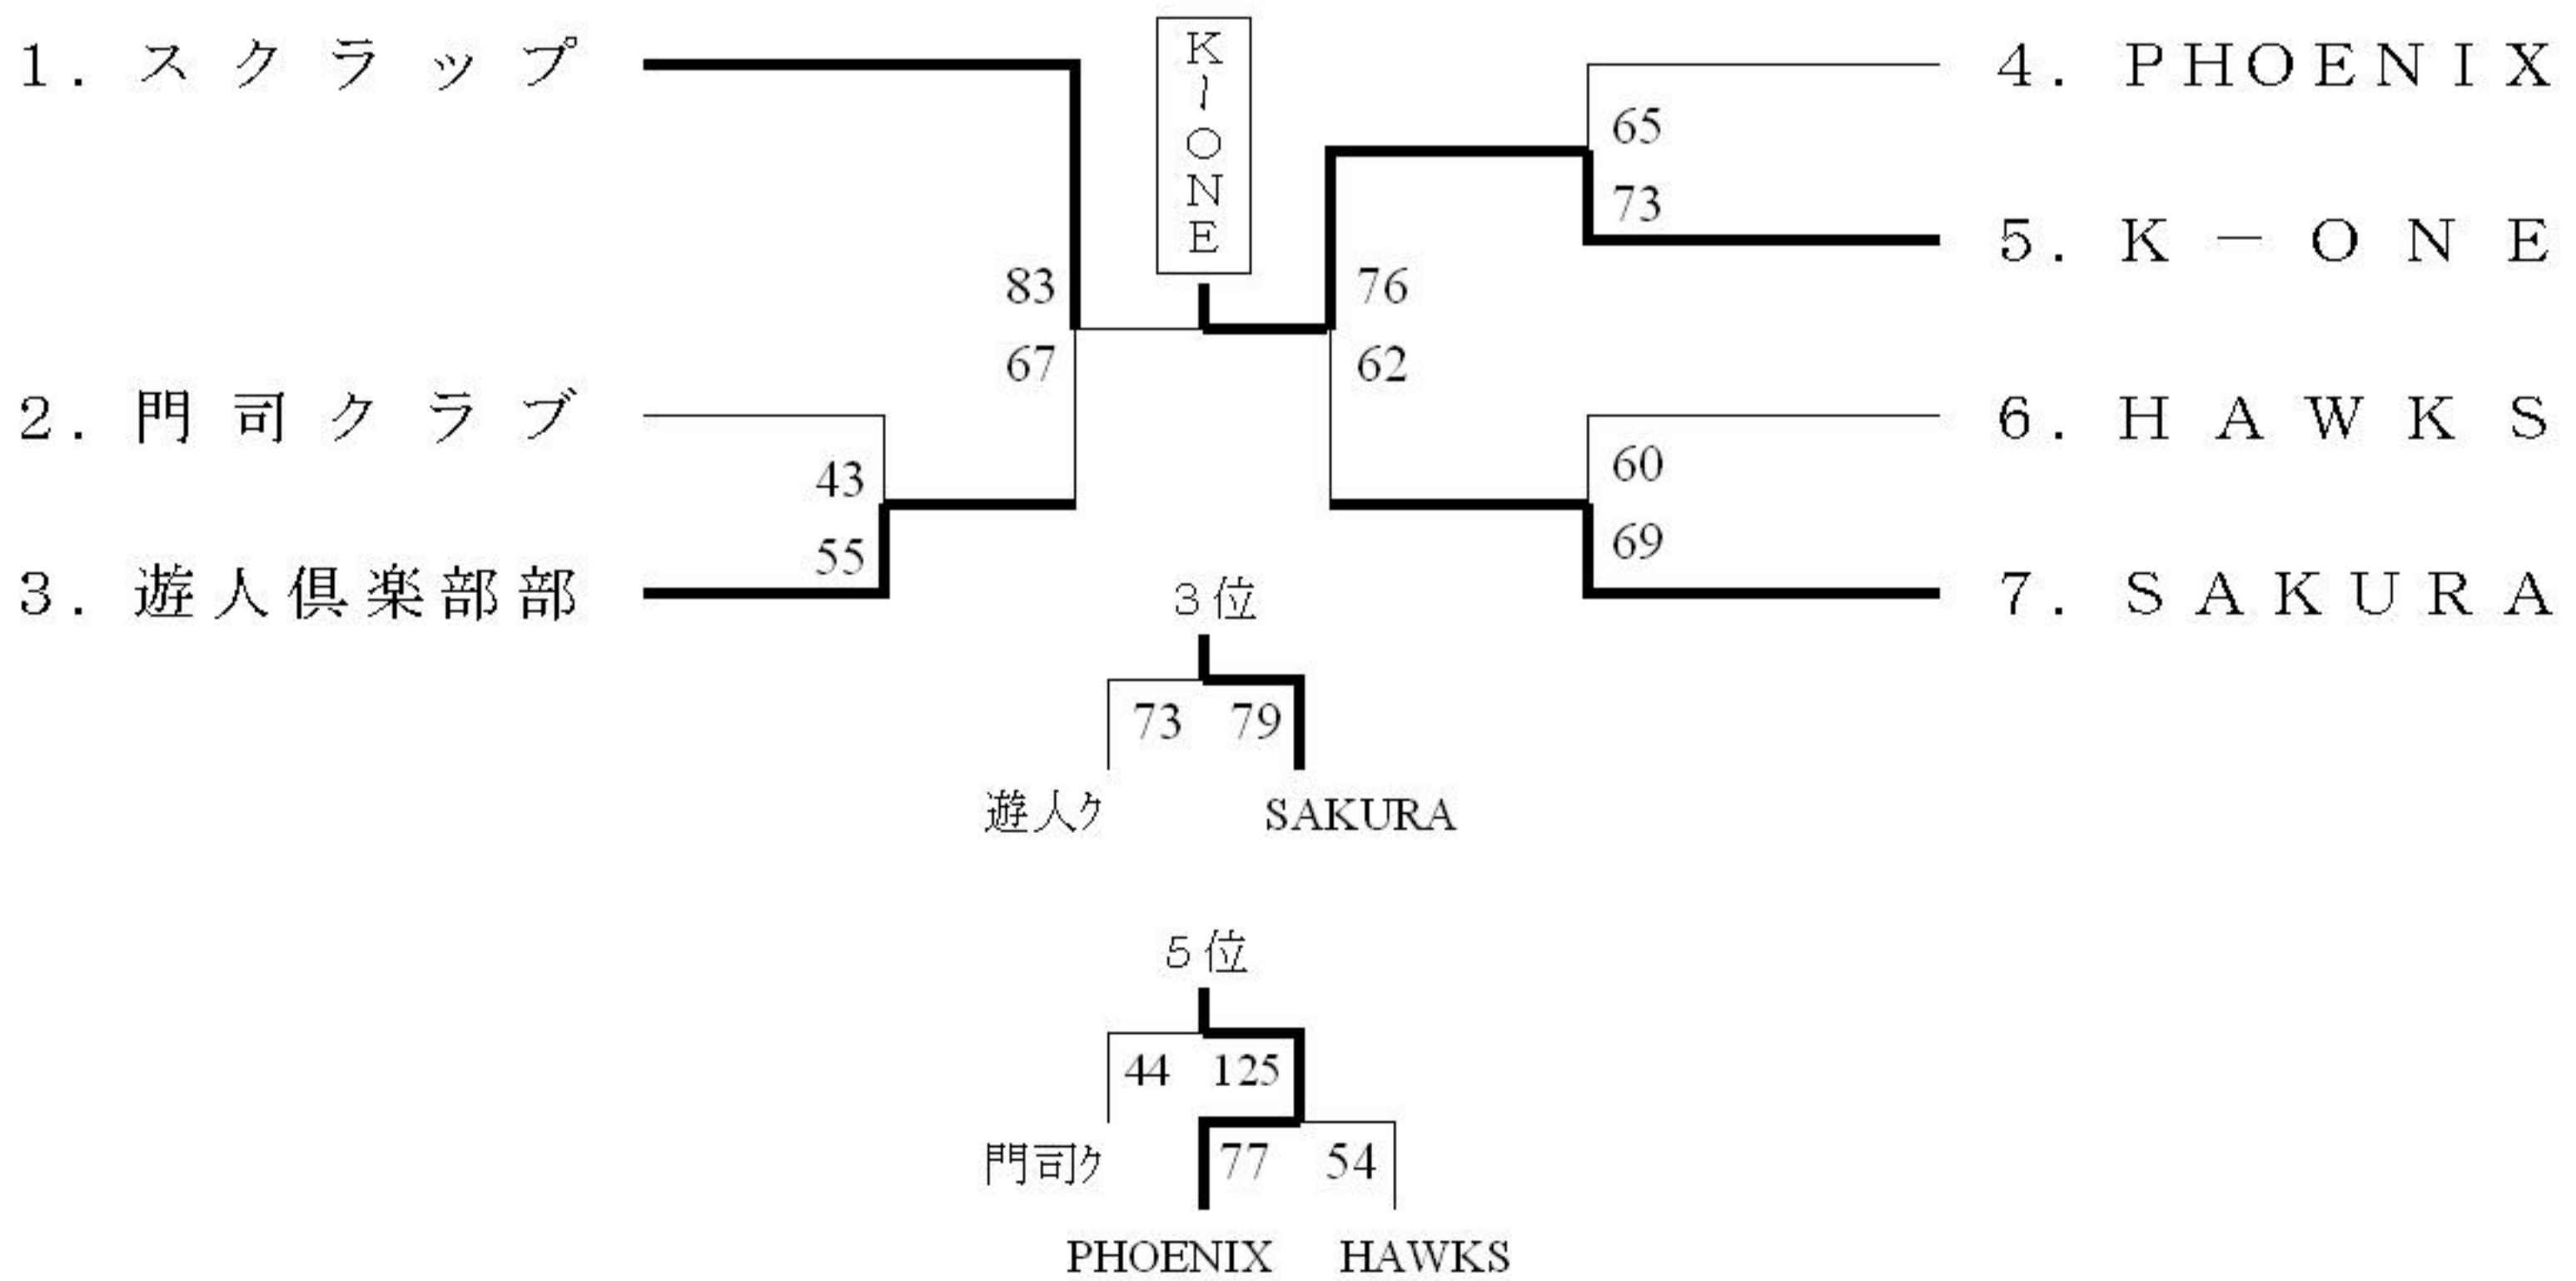 1. スクラップ
2. 門司クラブ
3. 遊人倶楽部部
83
67
43
55
K-ONE
4. PHOENIX
5. K-ONE
6. HAWKS
7. SAKURA
65
73
76
62
60
69
3位
73 79
遊人ク SAKURA
5位
44 125
門司ク 77 54
PHOENIX HAWKS